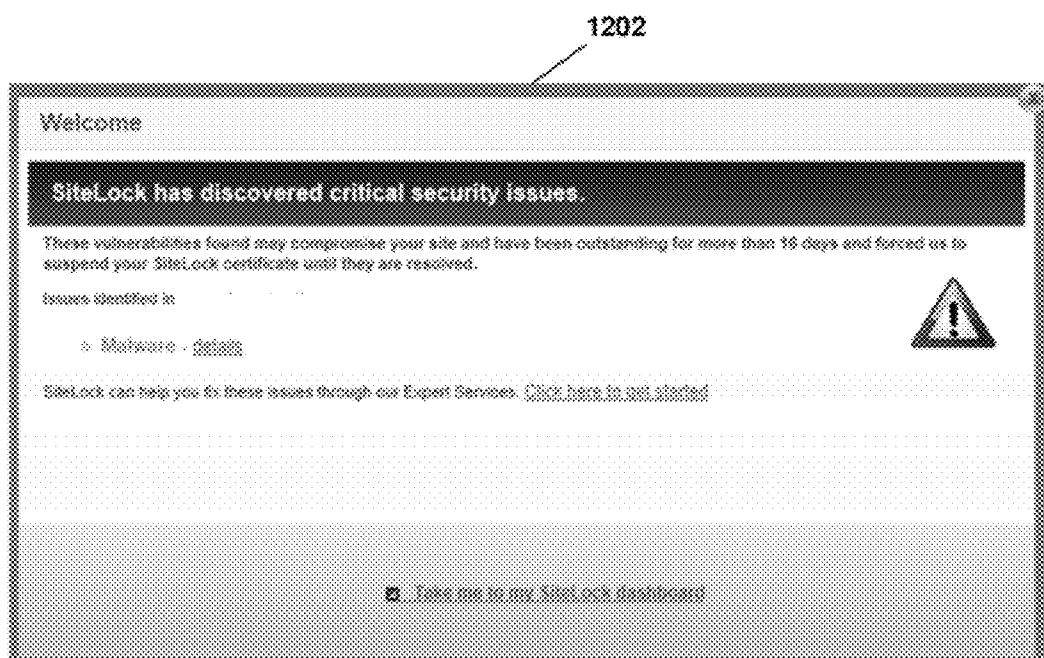 1202
Welcome
SiteLock has discovered critical security issues.
These vulnerabilities found may compromise your site and have been outstanding for more than 16 days and forced us to
suspend your SiteLock certificate until they are resolved.
Issues identified in
Malware - details
SiteLock can help you fix these issues through our Expert Services. Click here to get started
Take me to my SiteLock dashboard